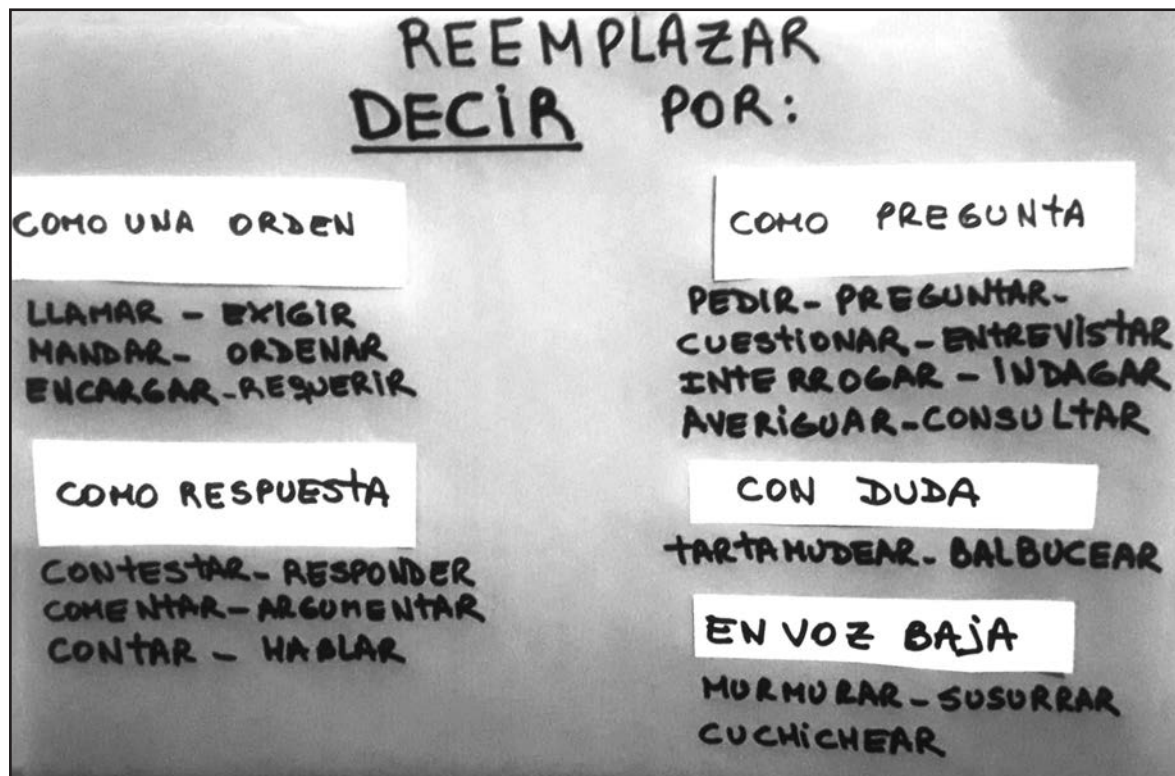 REEMPLAZAR
DECIR POR:
COMO UNA ORDEN
LLAMAR - EXIGIR
MANDAR - ORDENAR
ENCARGAR - REQUERIR
COMO RESPUESTA
CONTESTAR - RESPONDER
COMENTAR - ARGUMENTAR
CONTAR - HABLAR
COMO PREGUNTA
PEDIR - PREGUNTAR -
CUESTIONAR - ENTREVISTAR
INTERROGAR - INDAGAR
AVERIGUAR - CONSULTAR
CON DUDA
TARTAMUDEAR - BALBUCEAR
EN VOZ BAJA
MURMURAR - SUSURRAR
CUCHICHEAR